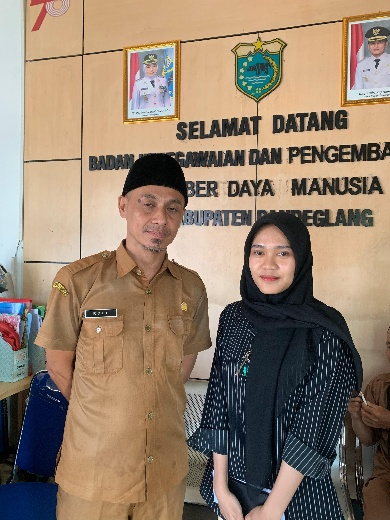 SELAMAT DATANG
BADAN KEPEGAWAIAN DAN PENGEMBA
BER DAYA MANUSIA
KABUPATEN PANDEGLANG